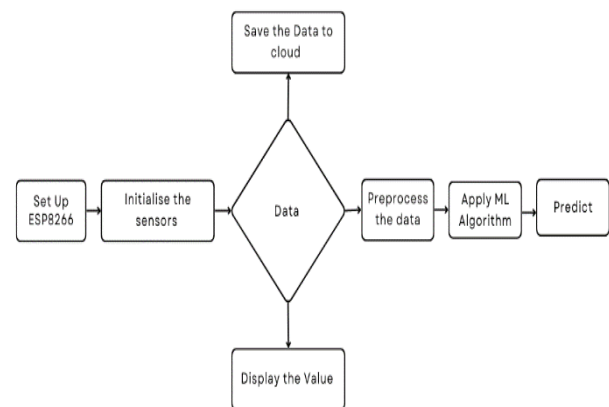 Save the Data to
cloud
Set Up
ESP8266
Initialise the
sensors
Data
Preprocess
the data
Apply ML
Algorithm
Predict
Display the Value